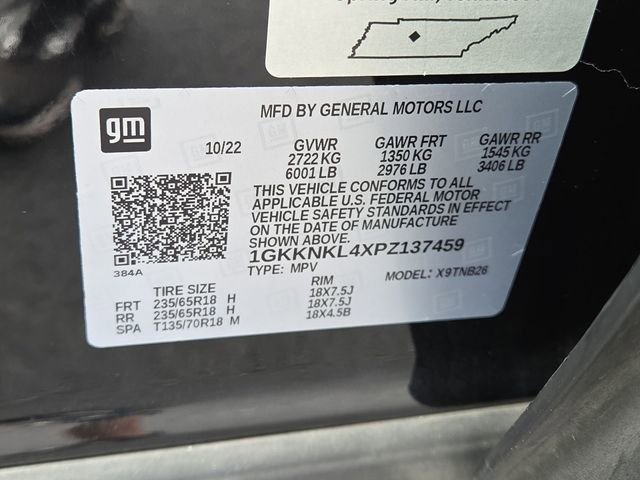 gm
MFD BY GENERAL MOTORS LLC
10/22 GVWR GAWR FRT GAWR RR
2722 KG 1350 KG 1545 KG
6001 LB 2976 LB 3406 LB
THIS VEHICLE CONFORMS TO ALL
APPLICABLE U.S. FEDERAL MOTOR
VEHICLE SAFETY STANDARDS IN EFFECT
ON THE DATE OF MANUFACTURE
SHOWN ABOVE.
1GKKNKL4XPZ137459
384A
TYPE: MPV MODEL: X9TNB26
TIRE SIZE RIM
FRT 235/65R18 H 18X7.5J
RR 235/65R18 H 18X7.5J
SPA T135/70R18 M 18X4.5B